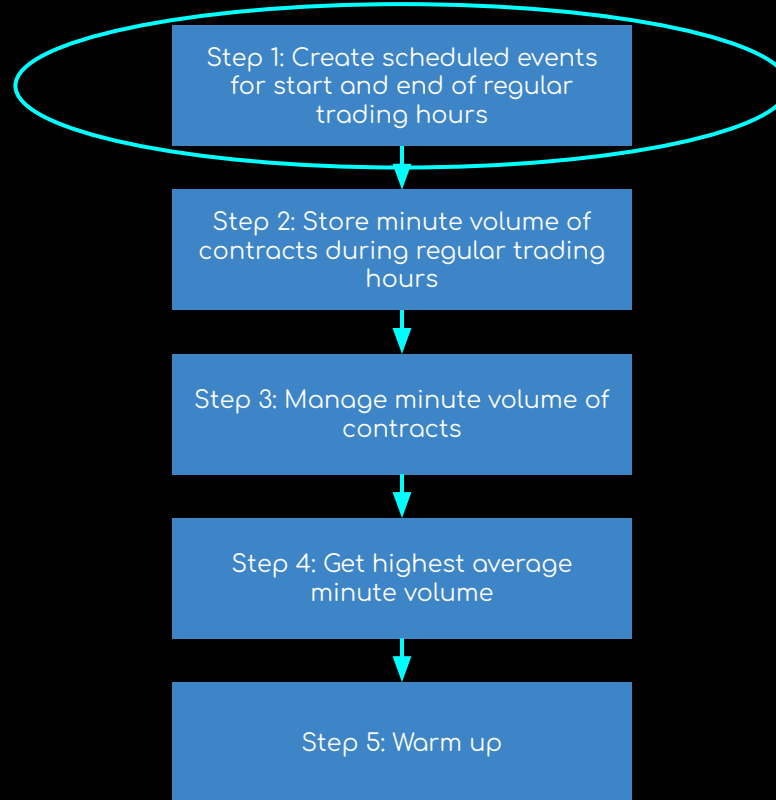 Step 1: Create scheduled events
for start and end of regular
trading hours
Step 2: Store minute volume of
contracts during regular trading
hours
Step 3: Manage minute volume of
contracts
Step 4: Get highest average
minute volume
Step 5: Warm up